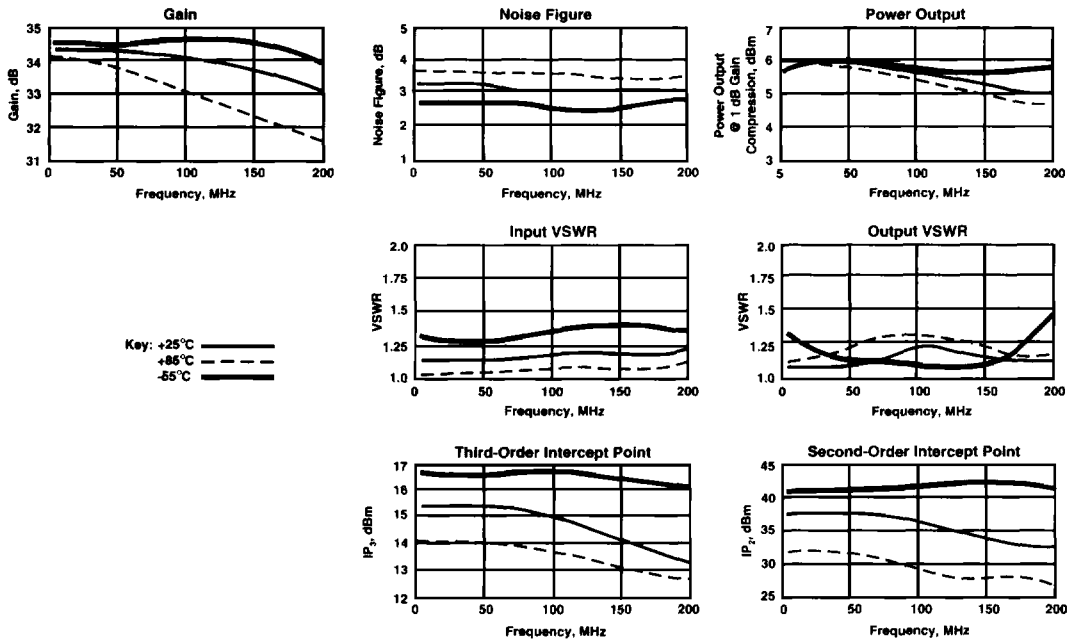 Gain
35
34
33
32
31
Gain, dB
0
50
100
150
200
Frequency, MHz
Noise Figure
5
4
3
2
1
Noise Figure, dB
0
50
100
150
200
Frequency, MHz
Power Output
7
6
5
4
3
Power Output
@ 1 dB Gain
Compression, dBm
5
50
100
150
200
Frequency, MHz
Input VSWR
2.0
1.75
1.5
1.25
1.0
VSWR
0
50
100
150
200
Frequency, MHz
Output VSWR
2.0
1.75
1.5
1.25
1.0
VSWR
0
50
100
150
200
Frequency, MHz
Key: +25°C
+85°C
-55°C
Third-Order Intercept Point
17
16
15
14
13
12
IP3, dBm
0
50
100
150
200
Frequency, MHz
Second-Order Intercept Point
45
40
35
30
25
IP2, dBm
0
50
100
150
200
Frequency, MHz